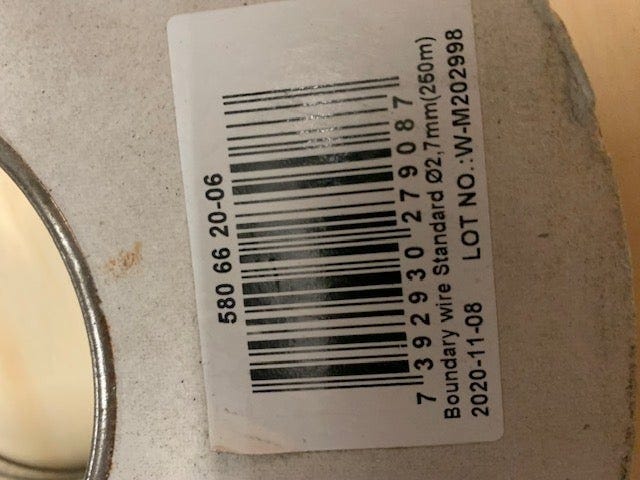 580 66 20-06
7 392930 279087
Boundary wire Standard Ø2,7mm(250m)
2020-11-08 LOT NO.:W-M202998